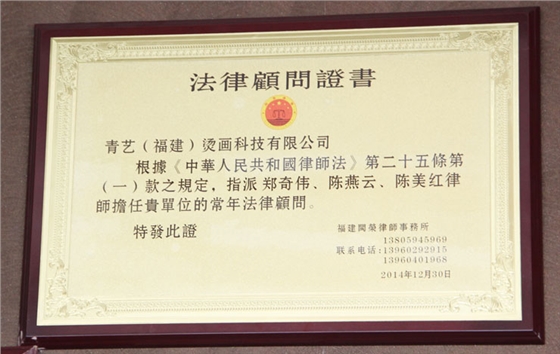 法律顧問證書
青艺（福建）烫画科技有限公司
根據《中華人民共和國律師法》第二十五條第
（一）款之規定，指派 郑奇伟、陈燕云、陈美红律
師擔任貴單位的常年法律顧問。
特發此證
福建閩榮律師事務所
13805945969
联系电话:13960292915
13960401968
2014年12月30日